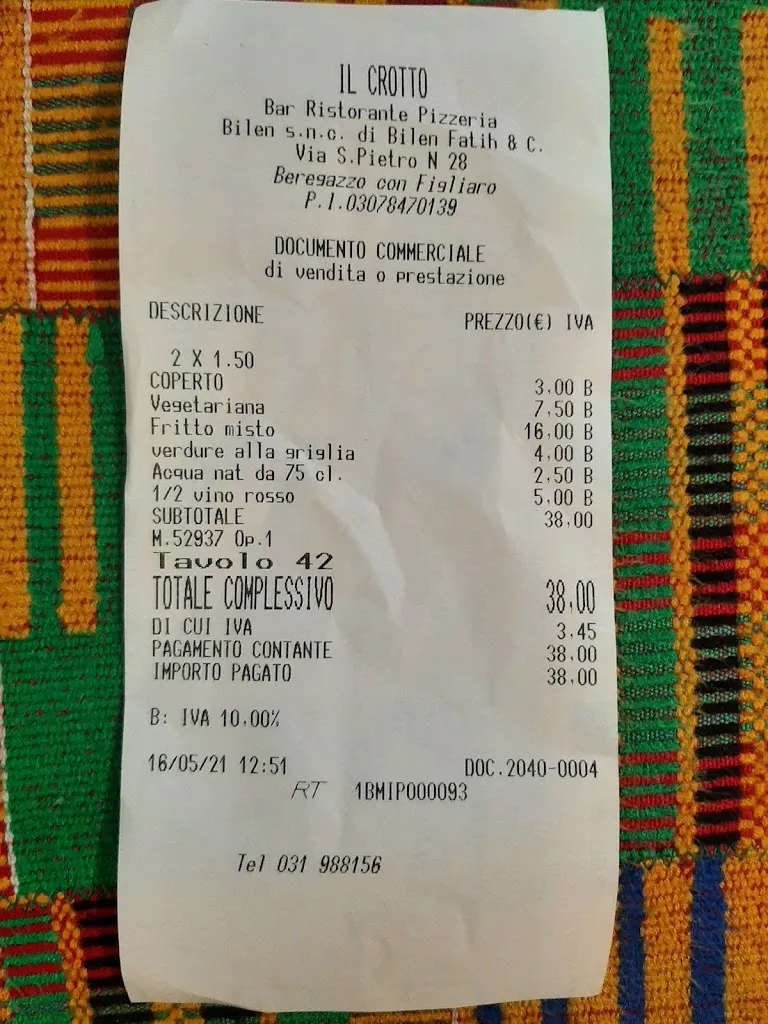 IL CROTTO
Bar Ristorante Pizzeria
Bilen s.n.c. di Bilen Fatih & C.
Via S.Pietro N 28
Beregazzo con Figliaro
P.I.03078470139
DOCUMENTO COMMERCIALE
di vendita o prestazione
DESCRIZIONE PREZZO(€) IVA
2 X 1.50
COPERTO 3,00 B
Vegetariana 7,50 B
Fritto misto 16,00 B
verdure alla griglia 4,00 B
Acqua nat da 75 cl. 2,50 B
1/2 vino rosso 5,00 B
SUBTOTALE 38,00
M.52937 Op.1
Tavolo 42
TOTALE COMPLESSIVO 38,00
DI CUI IVA 3,45
PAGAMENTO CONTANTE 38,00
IMPORTO PAGATO 38,00
B: IVA 10,00%
16/05/21 12:51 DOC.2040-0004
RT 1BMIP000093
Tel 031 988156